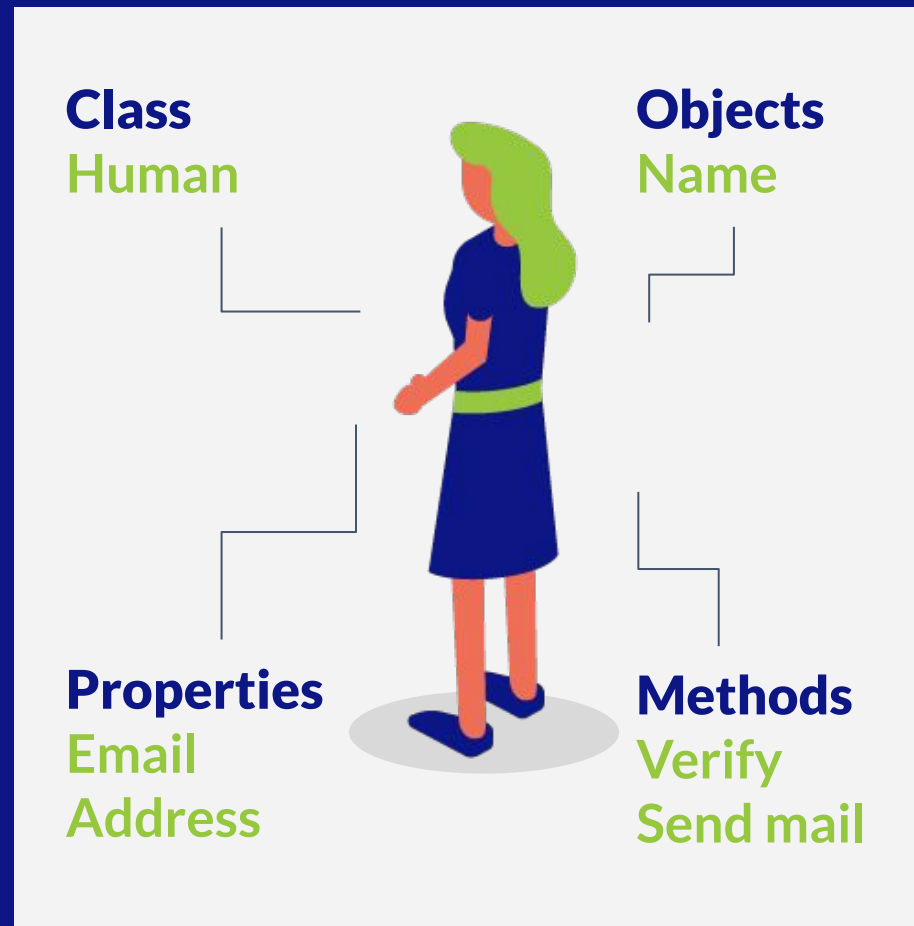 Class
Human
Objects
Name
Properties
Email
Address
Methods
Verify
Send mail